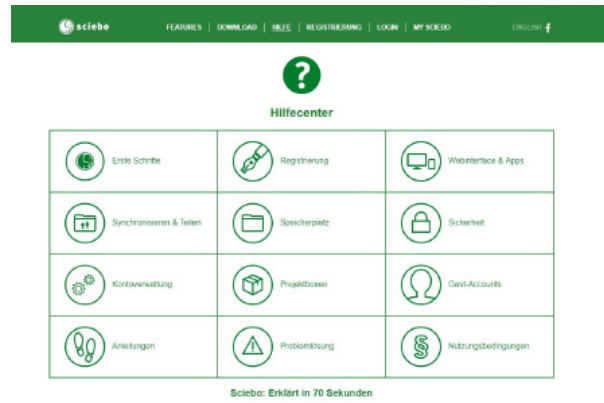 sciebo FEATURES | DOWNLOAD | HILFE | REGISTRIERUNG | LOGIN | MY SCIEBO ENGLISH f
?
Hilfecenter
Erste Schritte Registrierung Webinterface & Apps
Synchronisieren & Teilen Speicherplatz Sicherheit
Kontoverwaltung Projektboxen Gast-Accounts
Anleitungen Problemlösung § Nutzungsbedingungen
Sciebo: Erklärt in 70 Sekunden